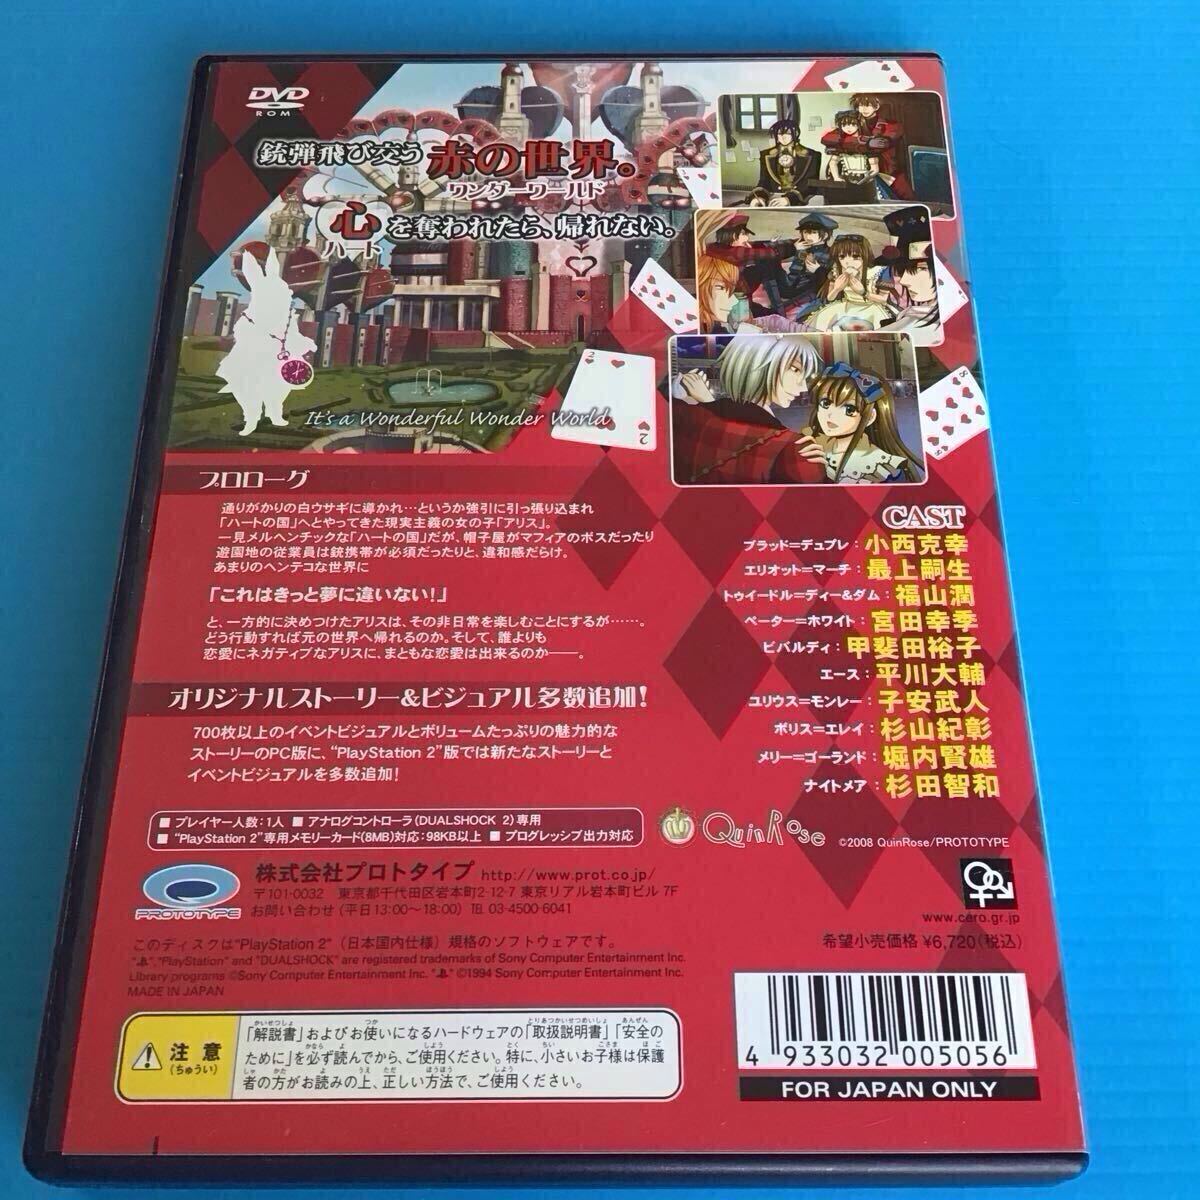 DVD
ROM
銃弾飛び交う赤の世界。
ワンダーワールド
心を奪われたら、帰れない。
ハート
It's a Wonderful Wonder World
プロローグ
通りがかりの白ウサギに導かれ…というか強引に引っ張り込まれ
「ハートの国」へとやってきた現実主義の女の子「アリス」。
一見メルヘンチックな「ハートの国」だが、帽子屋がマフィアのボスだったり
遊園地の従業員は銃携帯が必須だったりと、違和感だらけ。
あまりのヘンテコな世界に
「これはきっと夢に違いない!」
と、一方的に決めつけたアリスは、その非日常を楽しむことにするが……。
どう行動すれば元の世界へ帰れるのか。そして、誰よりも
恋愛にネガティブなアリスに、まともな恋愛は出来るのか――。
オリジナルストーリー&ビジュアル多数追加!
700枚以上のイベントビジュアルとボリュームたっぷりの魅力的な
ストーリーのPC版に、“PlayStation 2”版では新たなストーリーと
イベントビジュアルを多数追加!
CAST
ブラッド=デュプレ：小西克幸
エリオット=マーチ：最上嗣生
トゥイードル=ディー&ダム：福山潤
ペーター=ホワイト：宮田幸季
ビバルディ：甲斐田裕子
エース：平川大輔
ユリウス=モンレー：子安武人
ボリス=エレイ：杉山紀彰
メリー=ゴーランド：堀内賢雄
ナイトメア：杉田智和
■ プレイヤー人数：1人 ■ アナログコントローラ(DUALSHOCK 2)専用
■ “PlayStation 2”専用メモリーカード(8MB)対応：98KB以上 ■ プログレッシブ出力対応
QuinRose
©2008 QuinRose/PROTOTYPE
PROTOTYPE
株式会社プロトタイプ http://www.prot.co.jp/
〒101-0032 東京都千代田区岩本町2-12-7 東京リアル岩本町ビル 7F
お問い合わせ (平日13:00～18:00) TEL 03-4500-6041
www.cero.gr.jp
希望小売価格 ¥6,720(税込)
このディスクは“PlayStation 2”（日本国内仕様）規格のソフトウェアです。
", "PlayStation" and "DUALSHOCK" are registered trademarks of Sony Computer Entertainment Inc.
Library programs ©Sony Computer Entertainment Inc. " " ©1994 Sony Computer Entertainment Inc.
MADE IN JAPAN
注意
(ちゅうい)
「解説書」およびお使いになるハードウェアの「取扱説明書」「安全の
ために」を必ず読んでから、ご使用ください。特に、小さいお子様は保護
者の方がお読みの上、正しい方法で、ご使用ください。
4 933032 005056
FOR JAPAN ONLY